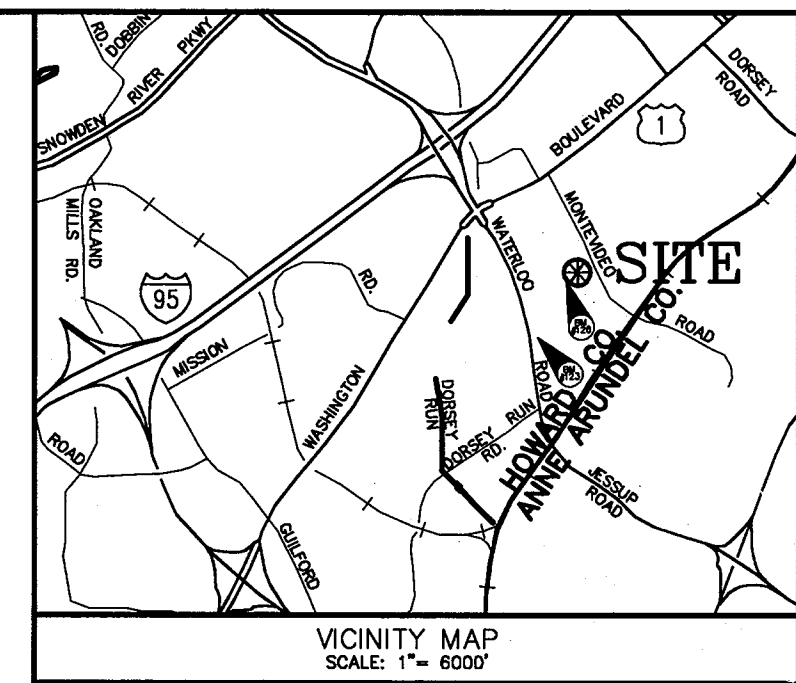 RD.
DOBBIN
SNOWDEN RIVER PKWY
DORSEY
ROAD
BOULEVARD
1
OAKLAND
MILLS RD.
MONTEVIDEO
WATERLOO
SITE
95
RD.
ROAD
MISSION
WASHINGTON
ROAD
HOWARD CO.
ANNE ARUNDEL CO.
DORSEY
RUN
DORSEY RUN
RD.
ROAD
JESSUP
ROAD
GUILFORD
VICINITY MAP
SCALE: 1"= 6000'